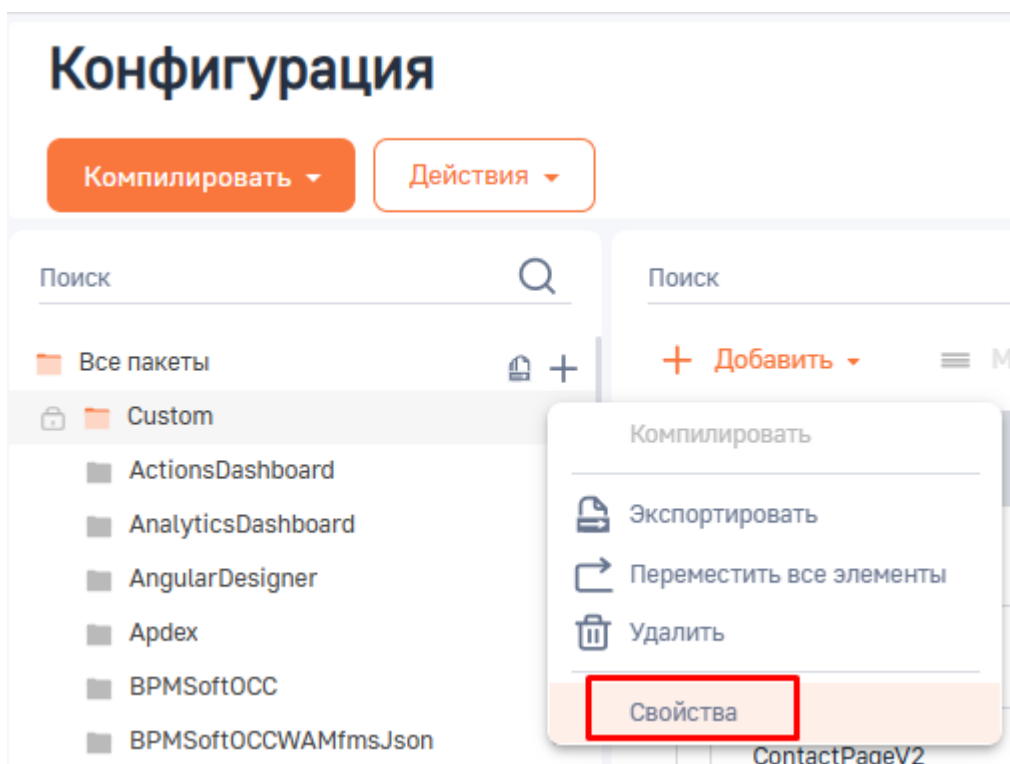 Конфигурация
Компилировать
Действия
Поиск
Поиск
Все пакеты
Добавить
Custom
Компилировать
ActionsDashboard
AnalyticsDashboard
Экспортировать
AngularDesigner
Переместить все элементы
Apdex
Удалить
BPMSoftOCC
Свойства
BPMSoftOCCWAMfmsJson
ContactPageV2